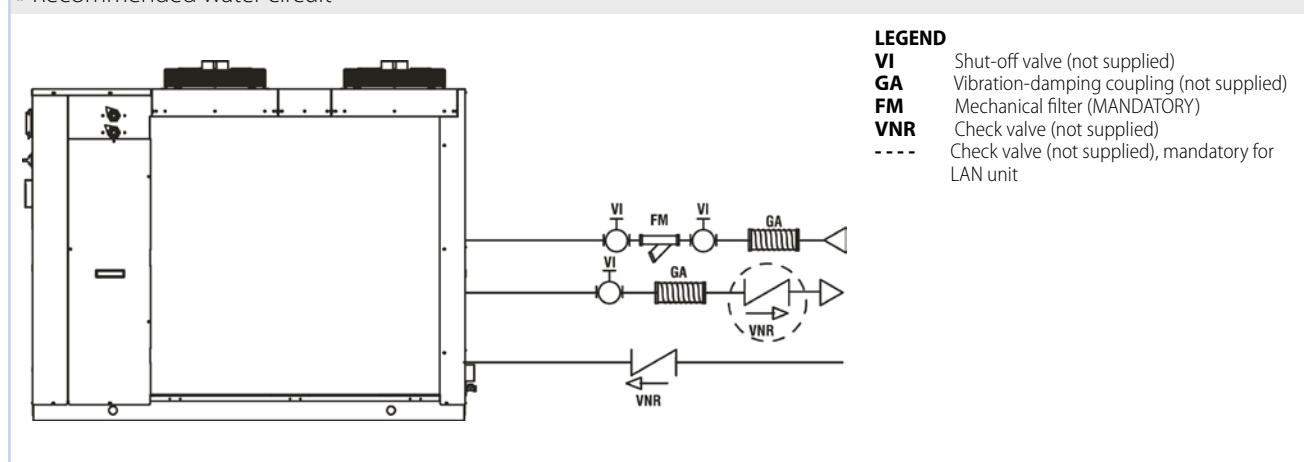 » Recommended water circuit
LEGEND
VI Shut-off valve (not supplied)
GA Vibration-damping coupling (not supplied)
FM Mechanical filter (MANDATORY)
VNR Check valve (not supplied)
- - - - Check valve (not supplied), mandatory for
LAN unit
VI FM VI GA
VI GA
VNR
VNR